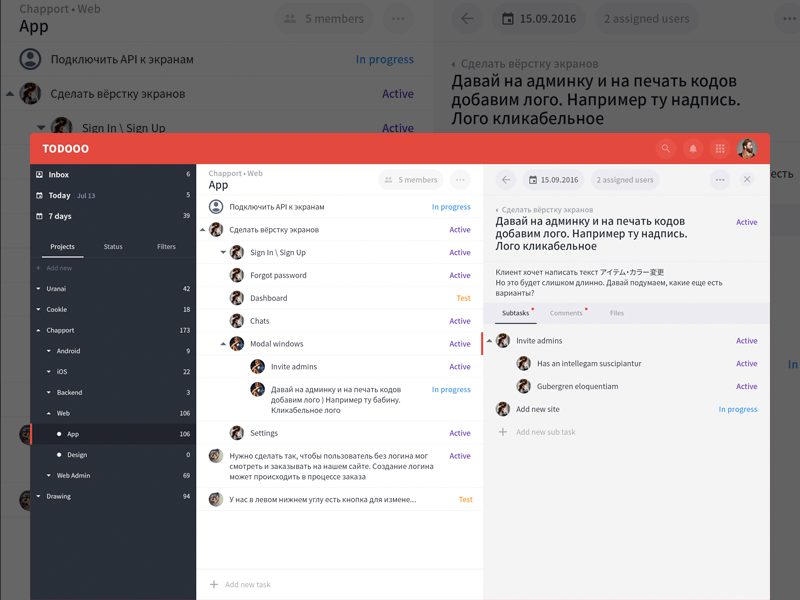 Chapport • Web
App
5 members
15.09.2016
2 assigned users
Подключить API к экранам
In progress
Сделать вёрстку экранов
Active
Sign In \ Sign Up
Active
Сделать вёрстку экранов
Давай на админку и на печать кодов
добавим лого. Например ту надпись.
Лого кликабельное
TODOOO
Inbox 6
Today Jul 13 5
7 days 39
Projects Status Filters
Add new
Uranai 42
Cookle 18
Chapport 173
Android 9
iOS 22
Backend 3
Web 106
App 106
Design 0
Web Admin 69
Drawing 94
Chapport • Web
App
5 members
Подключить API к экранам In progress
Сделать вёрстку экранов Active
Sign In \ Sign Up Active
Forgot password Active
Dashboard Test
Chats Active
Modal windows Active
Invite admins Active
Давай на админку и на печать кодов In progress
добавим лого ) Например ту бабину.
Кликабельное лого
Settings Active
Нужно сделать так, чтобы пользователь без логина мог Active
смотреть и заказывать на нашем сайте. Создание логина
может происходить в процессе заказа
У нас в левом нижнем углу есть кнопка для измене... Test
Add new task
15.09.2016
2 assigned users
Сделать вёрстку экранов
Давай на админку и на печать кодов Active
добавим лого. Например ту надпись.
Лого кликабельное
Клиент хочет написать текст アイテム・カラー変更
Но это будет слишком длинно. Давай подумаем, какие еще есть
варианты?
Subtasks Comments Files
Invite admins Active
Has an intellegam suscipiantur Active
Gubergren eloquentiam Active
Add new site In progress
Add new sub task
есть
In